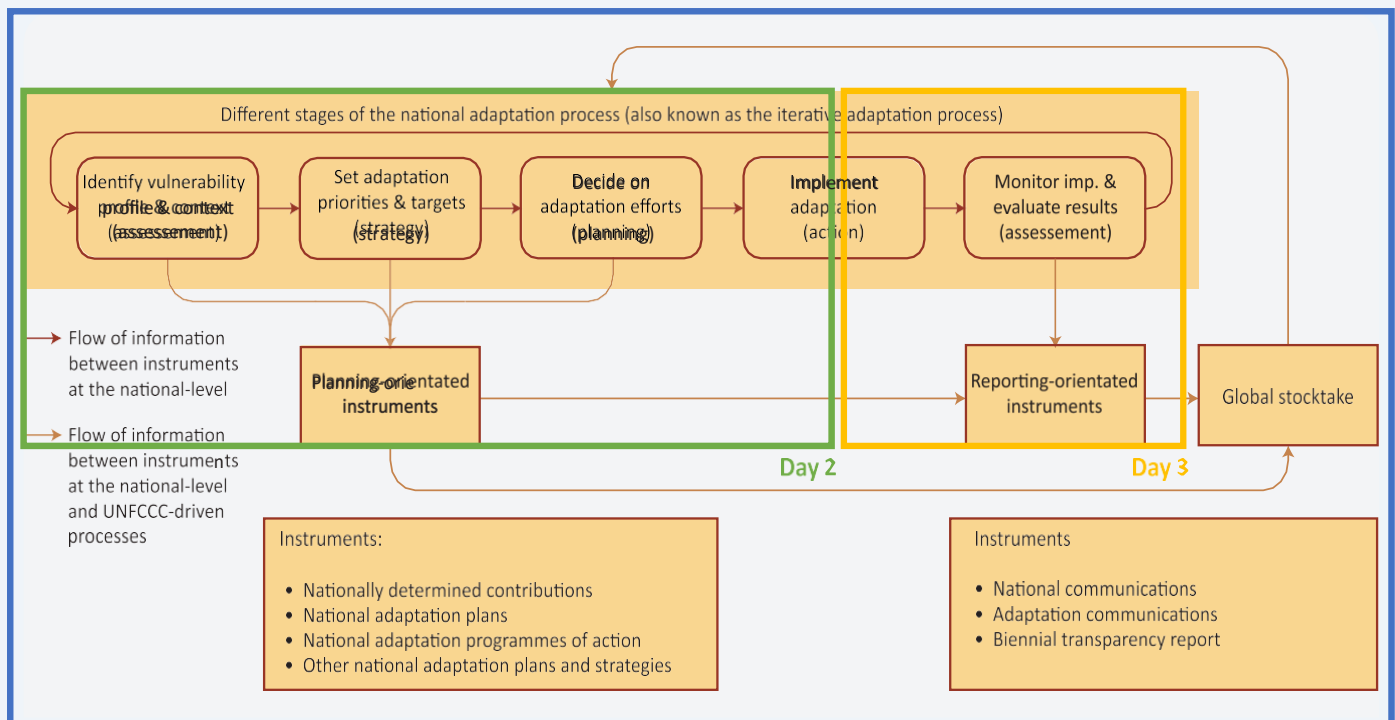 Different stages of the national adaptation process (also known as the iterative adaptation process)
Identify vulnerability
profile & context
(assessement)
Set adaptation
priorities & targets
(strategy)
Decide on
adaptation efforts
(planning)
Implement
adaptation
(action)
Monitor imp. &
evaluate results
(assessement)
Flow of information
between instruments
at the national-level
Flow of information
between instruments
at the national-level
and UNFCCC-driven
processes
Planning-orientated
instruments
Reporting-orientated
instruments
Global stocktake
Day 2
Day 3
Instruments:
• Nationally determined contributions
• National adaptation plans
• National adaptation programmes of action
• Other national adaptation plans and strategies
Instruments
• National communications
• Adaptation communications
• Biennial transparency report